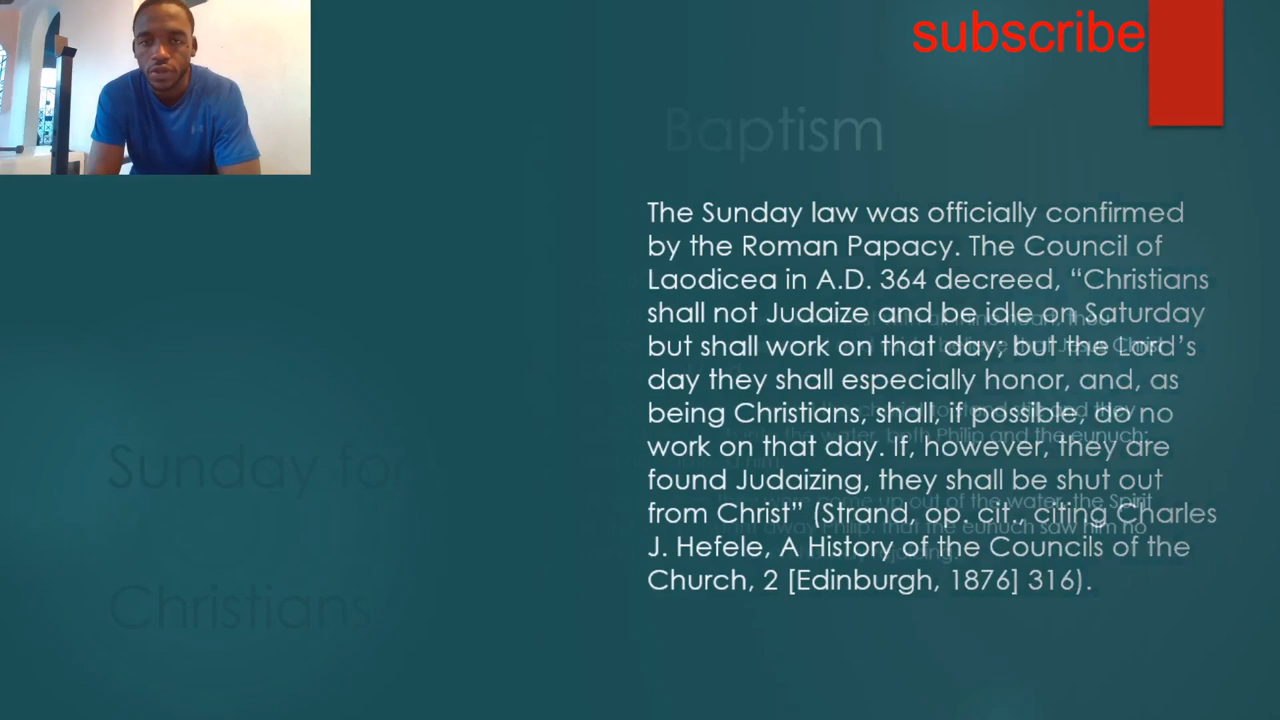 subscribe
Baptism
The Sunday law was officially confirmed
by the Roman Papacy. The Council of
Laodicea in A.D. 364 decreed, “Christians
shall not Judaize and be idle on Saturday
but shall work on that day; but the Lord’s
day they shall especially honor, and, as
being Christians, shall, if possible, do no
work on that day. If, however, they are
found Judaizing, they shall be shut out
from Christ” (Strand, op. cit., citing Charles
J. Hefele, A History of the Councils of the
Church, 2 [Edinburgh, 1876] 316).
Sunday for
Christians